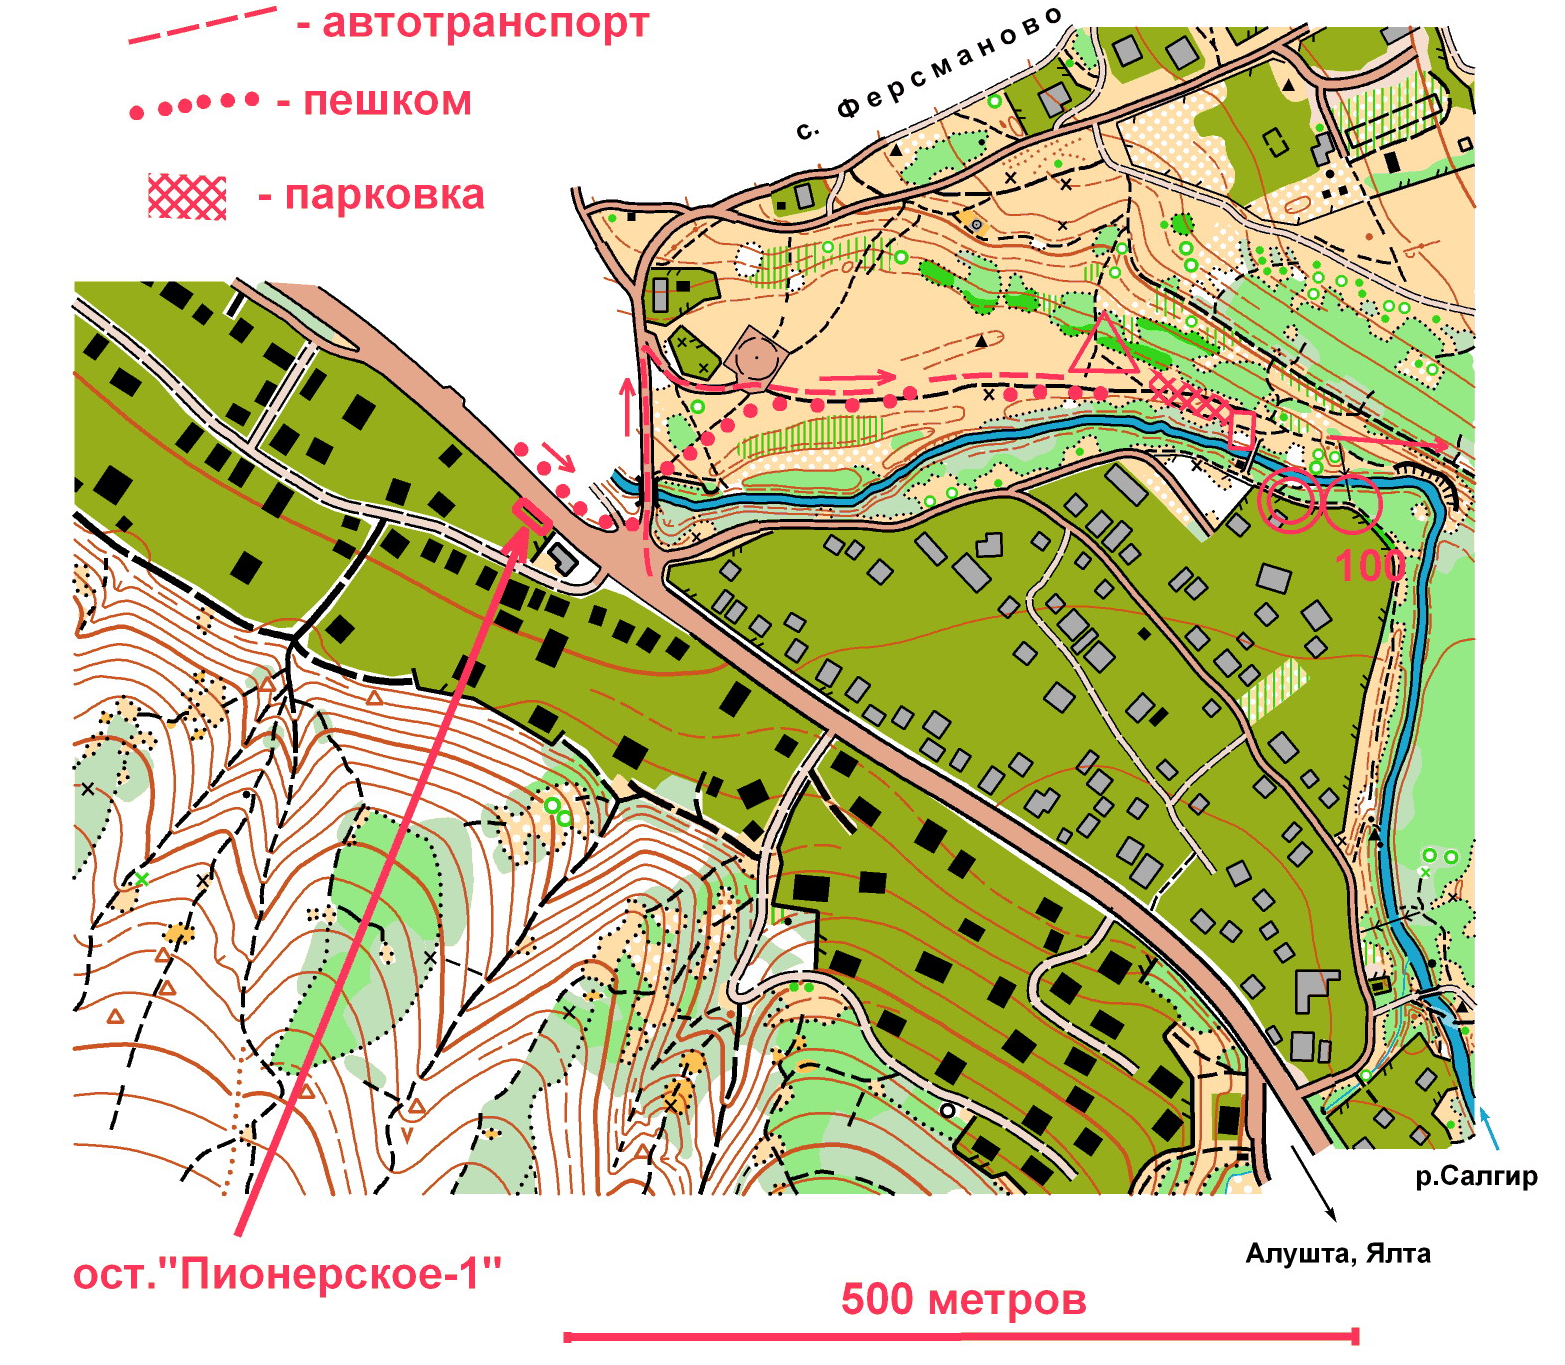 - автотранспорт
- пешком
- парковка
с. Ферсманово
100
р.Салгир
Алушта, Ялта
ост."Пионерское-1"
500 метров